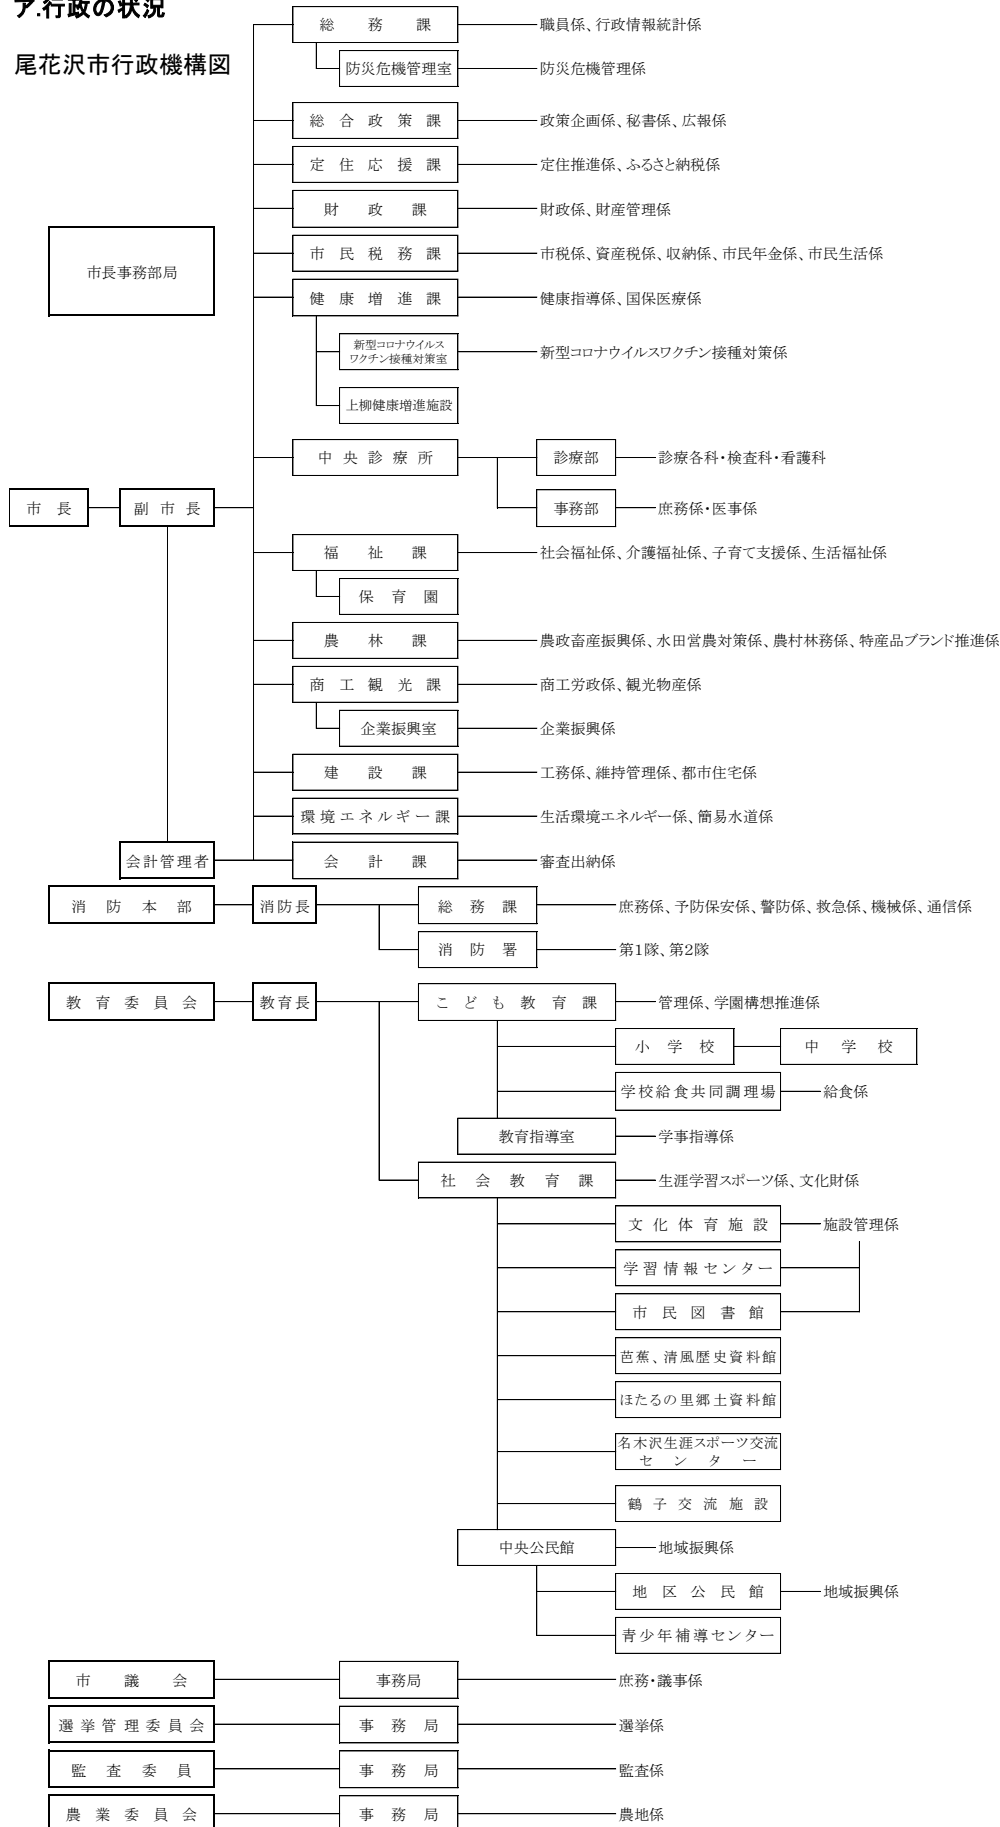 ア.行政の状況
尾花沢市行政機構図
総務課 職員係、行政情報統計係
防災危機管理室 防災危機管理係
総合政策課 政策企画係、秘書係、広報係
定住応援課 定住推進係、ふるさと納税係
財政課 財政係、財産管理係
市長事務部局
市民税務課 市税係、資産税係、収納係、市民年金係、市民生活係
健康増進課 健康指導係、国保医療係
新型コロナウイルス
ワクチン接種対策室 新型コロナウイルスワクチン接種対策係
上柳健康増進施設
中央診療所 診療部 診療各科・検査科・看護科
事務部 庶務係・医事係
市長 副市長
福祉課 社会福祉係、介護福祉係、子育て支援係、生活福祉係
保育園
農林課 農政畜産振興係、水田営農対策係、農村林務係、特産品ブランド推進係
商工観光課 商工労政係、観光物産係
企業振興室 企業振興係
建設課 工務係、維持管理係、都市住宅係
環境エネルギー課 生活環境エネルギー係、簡易水道係
会計管理者 会計課 審査出納係
消防本部 消防長 総務課 庶務係、予防保安係、警防係、救急係、機械係、通信係
消防署 第1隊、第2隊
教育委員会 教育長 こども教育課 管理係、学園構想推進係
小学校 中学校
学校給食共同調理場 給食係
教育指導室 学事指導係
社会教育課 生涯学習スポーツ係、文化財係
文化体育施設 施設管理係
学習情報センター
市民図書館
芭蕉、清風歴史資料館
ほたるの里郷土資料館
名木沢生涯スポーツ交流
センター
鶴子交流施設
中央公民館 地域振興係
地区公民館 地域振興係
青少年補導センター
市議会 事務局 庶務・議事係
選挙管理委員会 事務局 選挙係
監査委員 事務局 監査係
農業委員会 事務局 農地係